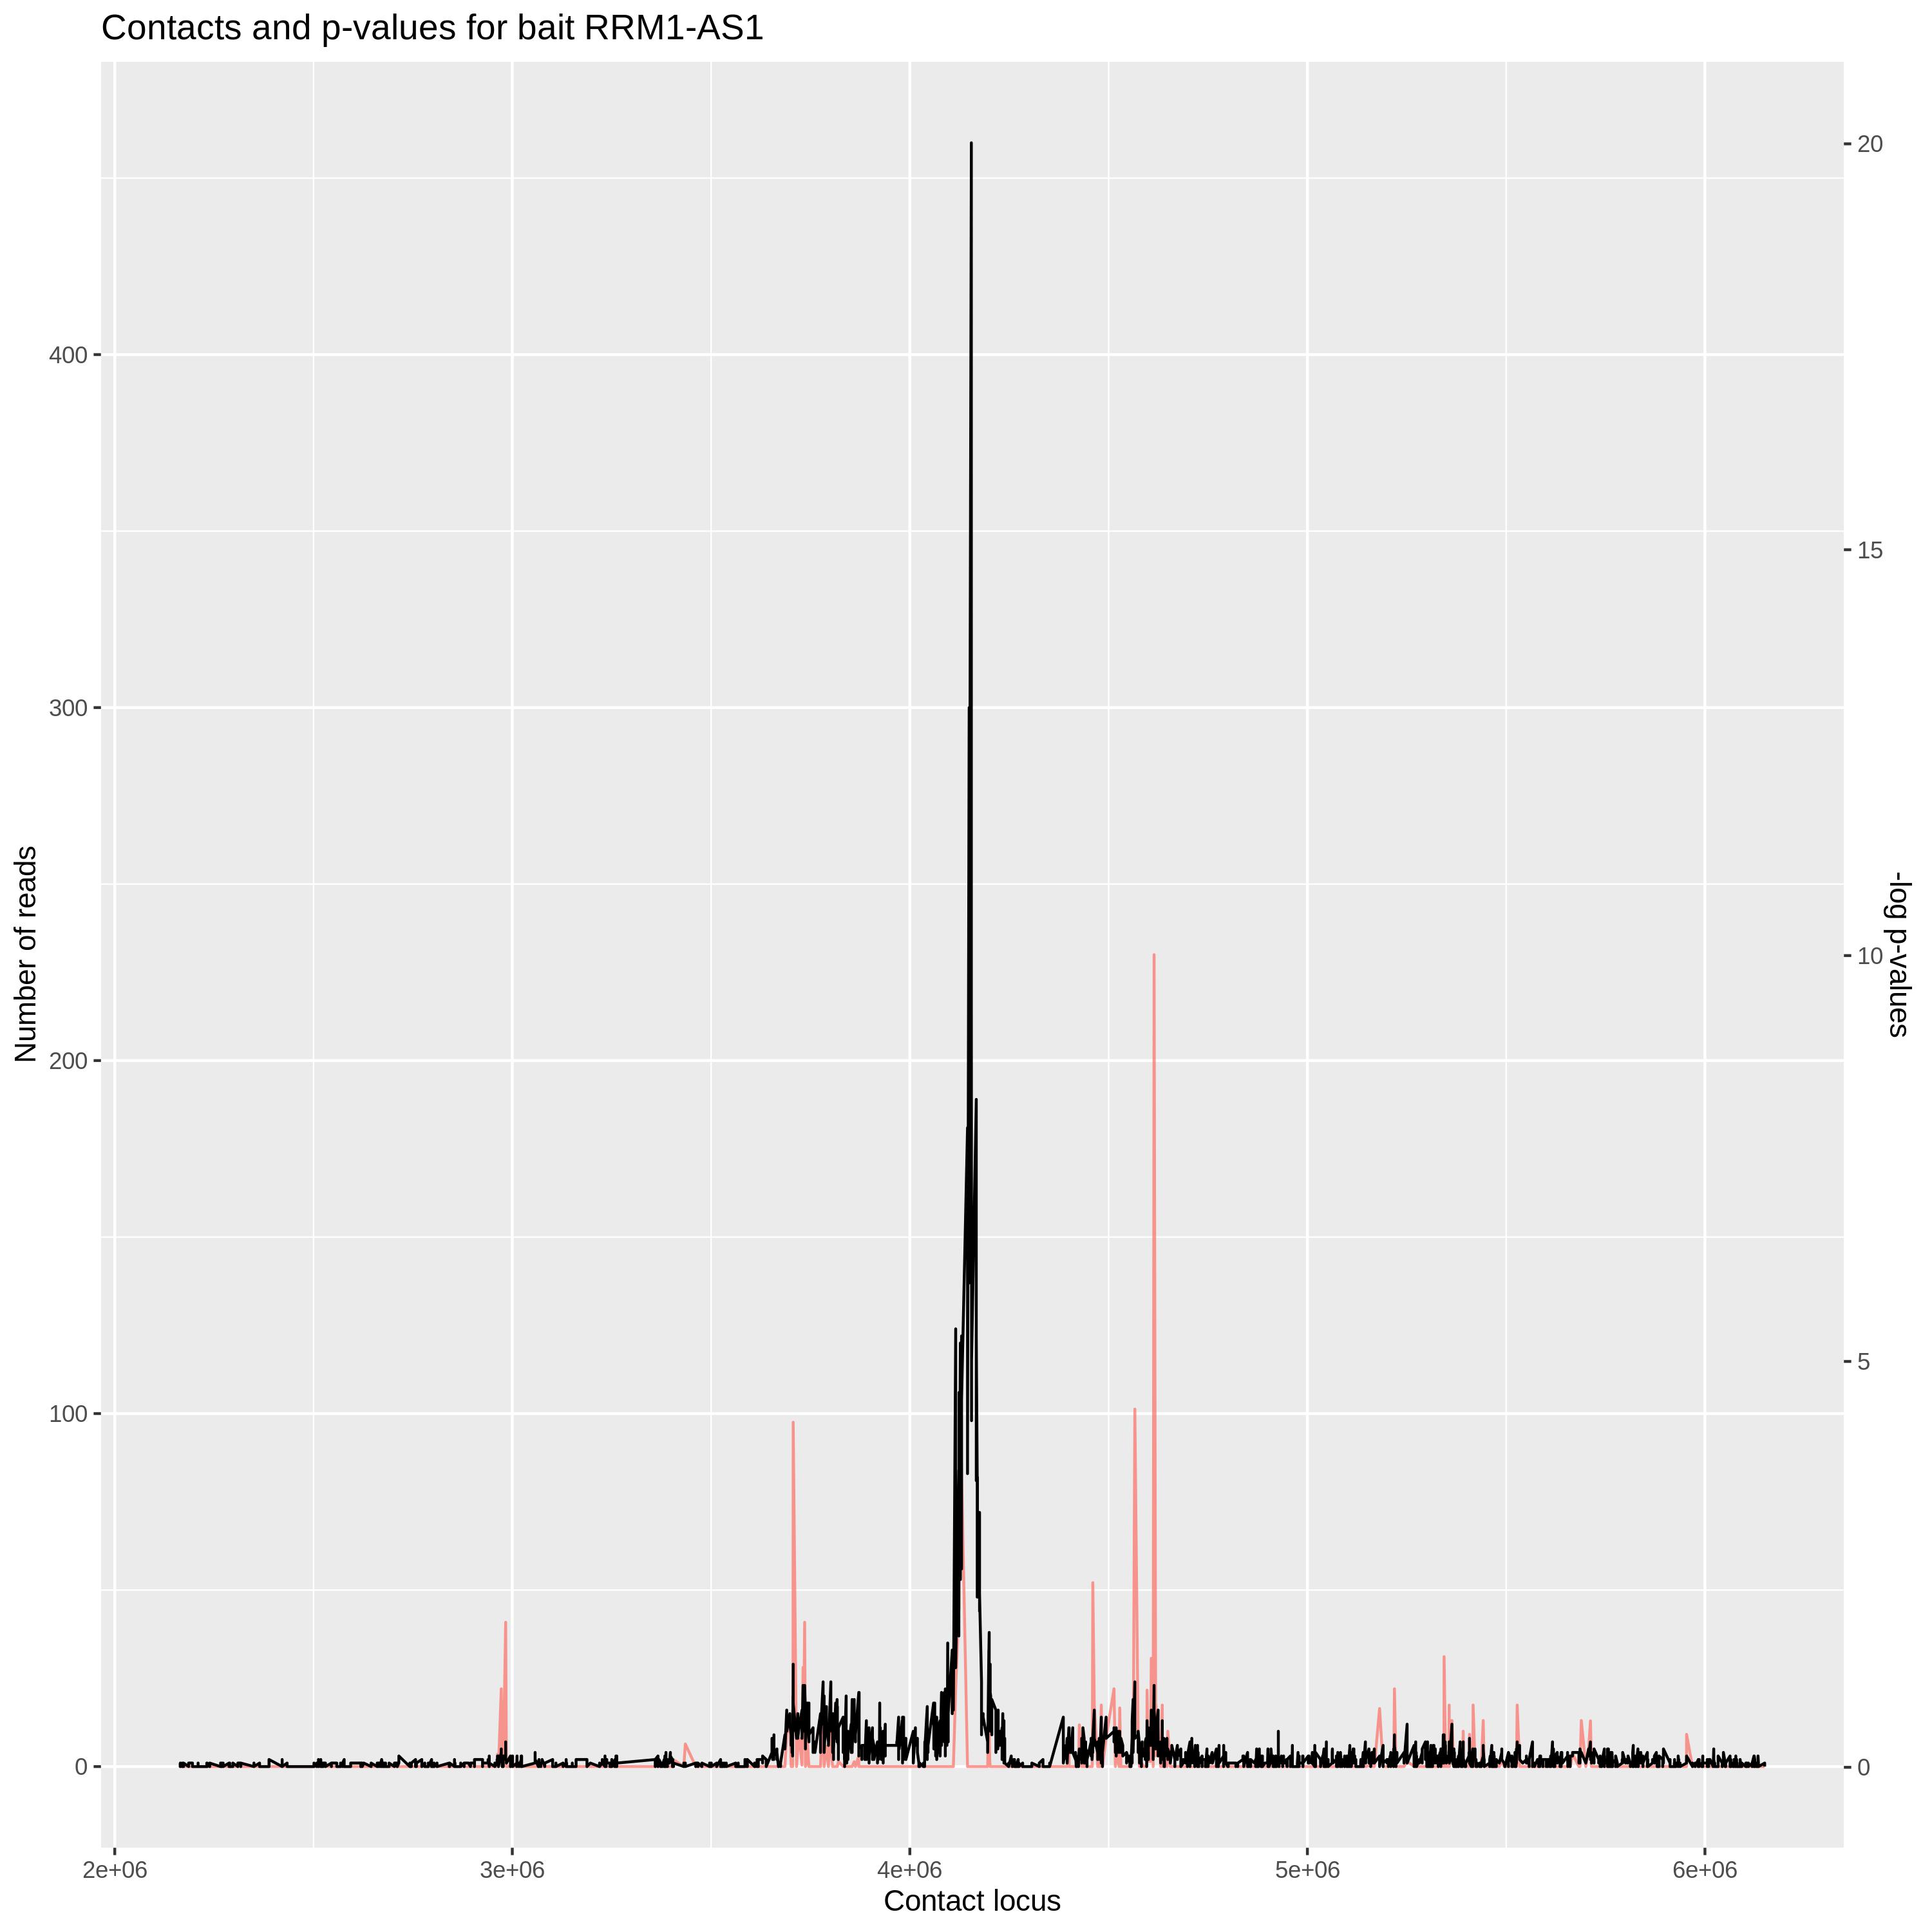 Contacts and p-values for bait RRM1-AS1
400
300
200
100
0
Number of reads
20
15
10
5
0
-log p-values
2e+06 3e+06 4e+06 5e+06 6e+06
Contact locus